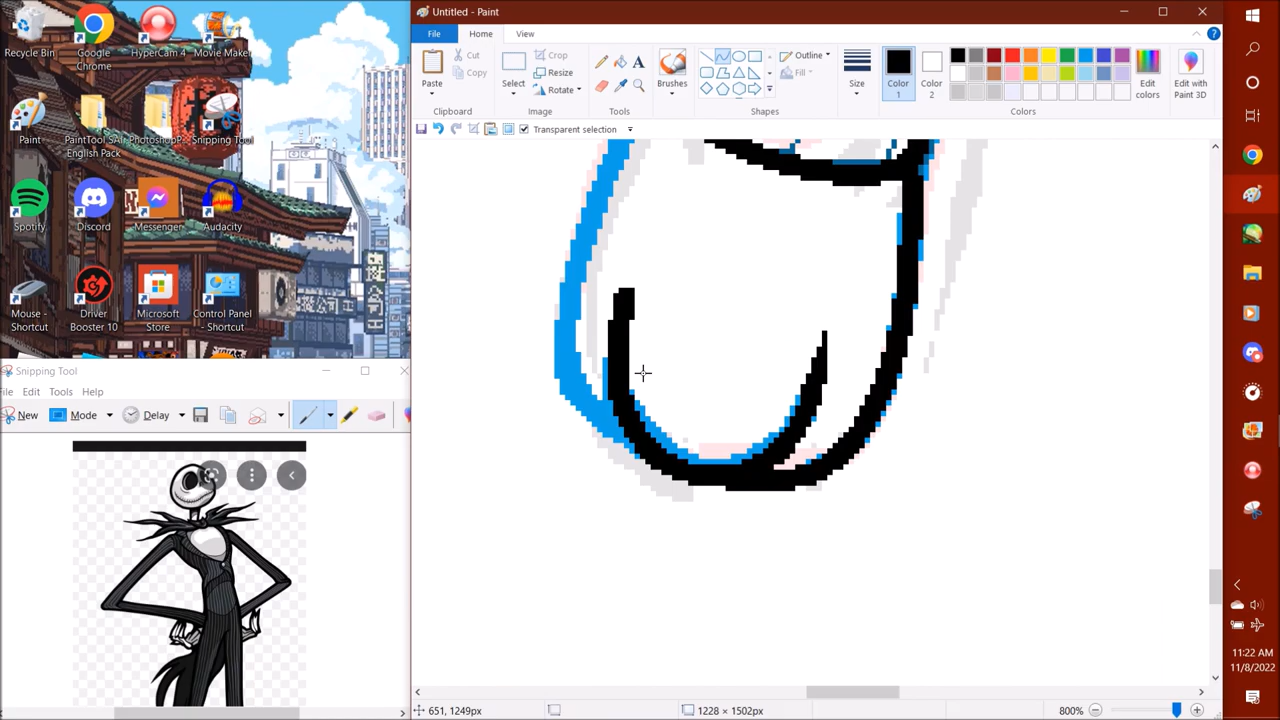 Recycle Bin
Google Chrome
HyperCam 4
Movie Maker
Paint
PaintTool SAI English Pack
PhotoshopP...
Snipping Tool
Spotify
Discord
Messenger
Audacity
Mouse - Shortcut
Driver Booster 10
Microsoft Store
Control Panel - Shortcut
Snipping Tool
File Edit Tools Help
New Mode Delay
Untitled - Paint
File Home View
Paste
Cut
Copy
Clipboard
Select
Crop
Resize
Rotate
Image
A
Tools
Brushes
Shapes
Outline
Fill
Size
Color 1
Color 2
Colors
Edit colors
Edit with Paint 3D
Transparent selection
651, 1249px
1228 × 1502px
800%
11:22 AM
11/8/2022